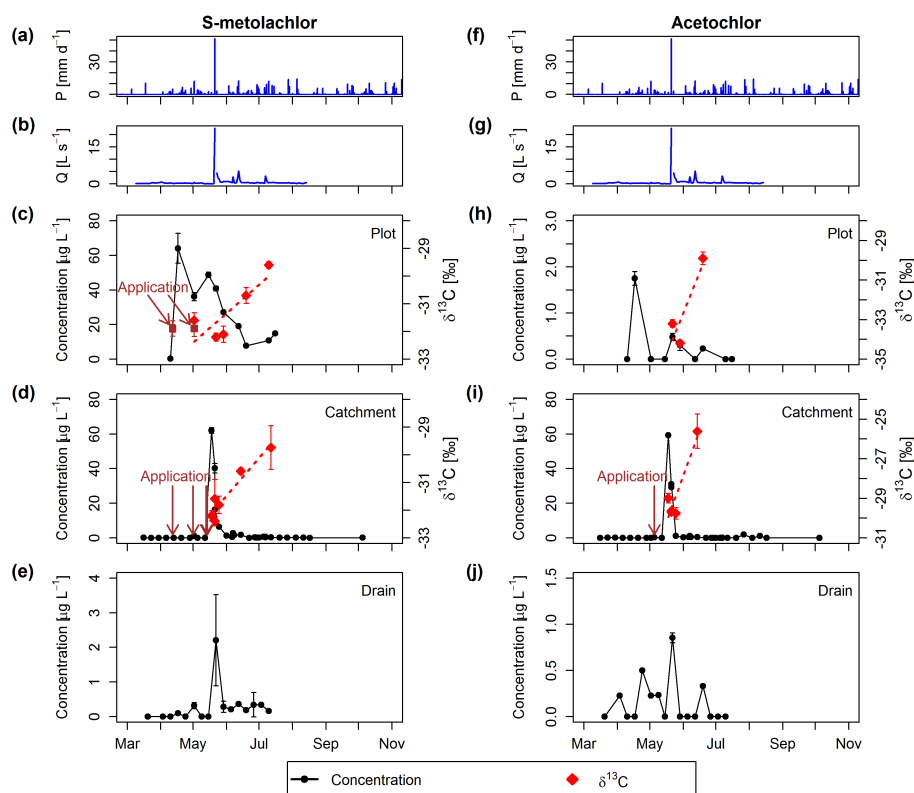 S-metolachlor
(a)
P [mm d⁻¹]
0
30
(b)
Q [L s⁻¹]
0
15
(c)
Plot
Application
Concentration [µg L⁻¹]
0
20
40
60
80
δ¹³C [‰]
-33
-31
-29
(d)
Catchment
Application
Concentration [µg L⁻¹]
0
20
40
60
80
δ¹³C [‰]
-33
-31
-29
(e)
Drain
Concentration [µg L⁻¹]
0
1
2
3
4
Mar May Jul Sep Nov
Acetochlor
(f)
P [mm d⁻¹]
0
30
(g)
Q [L s⁻¹]
0
15
(h)
Plot
Concentration [µg L⁻¹]
0.0
1.0
2.0
3.0
δ¹³C [‰]
-35
-33
-31
-29
(i)
Catchment
Application
Concentration [µg L⁻¹]
0
20
40
60
80
δ¹³C [‰]
-31
-29
-27
-25
(j)
Drain
Concentration [µg L⁻¹]
0.0
0.5
1.0
1.5
Mar May Jul Sep Nov
Concentration δ¹³C